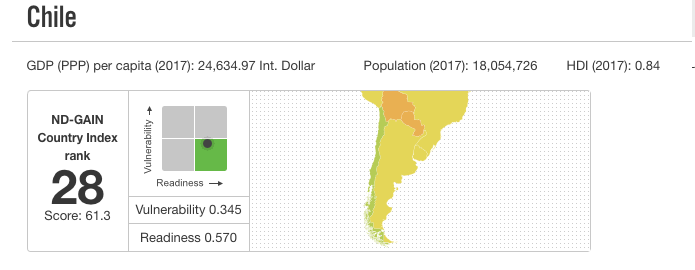 Chile
GDP (PPP) per capita (2017): 24,634.97 Int. Dollar Population (2017): 18,054,726 HDI (2017): 0.84
ND-GAIN
Country Index
rank
28
Score: 61.3
Vulnerability
Readiness
Vulnerability 0.345
Readiness 0.570